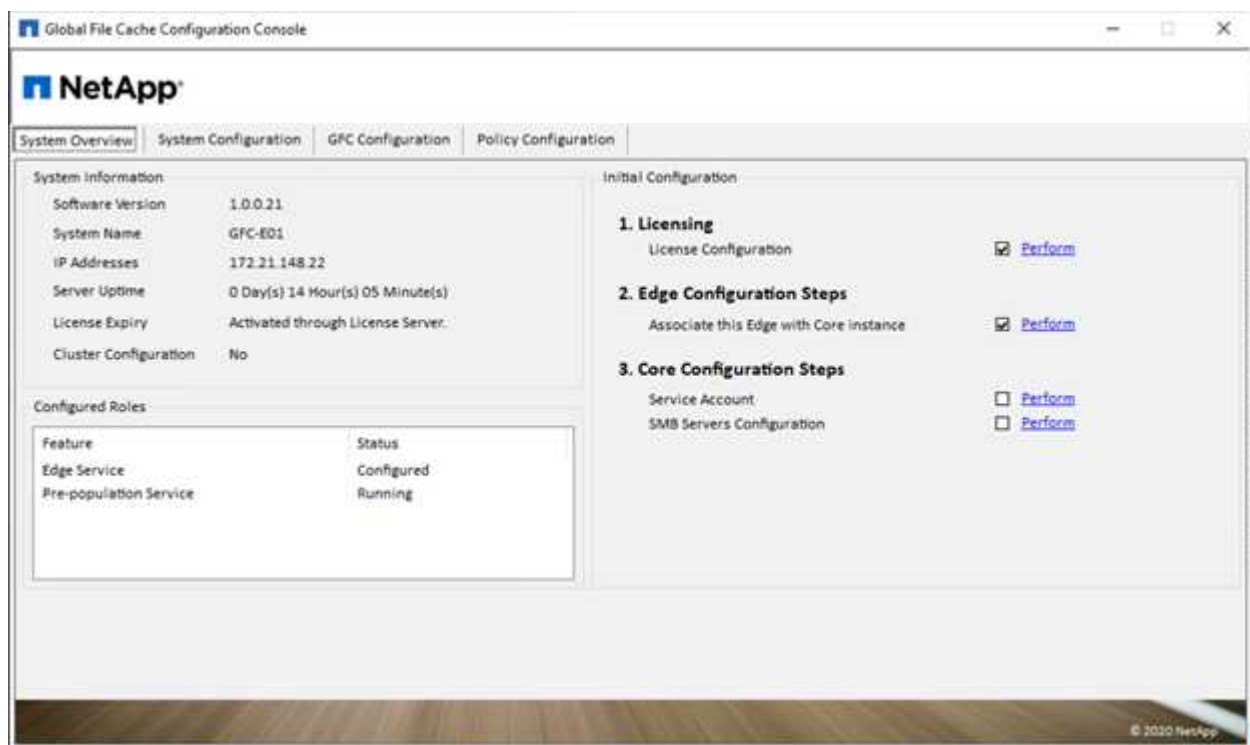 Global File Cache Configuration Console
NetApp
System Overview
System Configuration
GFC Configuration
Policy Configuration
System Information
Software Version 1.0.0.21
System Name GFC-E01
IP Addresses 172.21.148.22
Server Uptime 0 Day(s) 14 Hour(s) 05 Minute(s)
License Expiry Activated through License Server.
Cluster Configuration No
Configured Roles
Feature Status
Edge Service Configured
Pre-population Service Running
Initial Configuration
1. Licensing
License Configuration Perform
2. Edge Configuration Steps
Associate this Edge with Core instance Perform
3. Core Configuration Steps
Service Account Perform
SMB Servers Configuration Perform
© 2020 NetApp